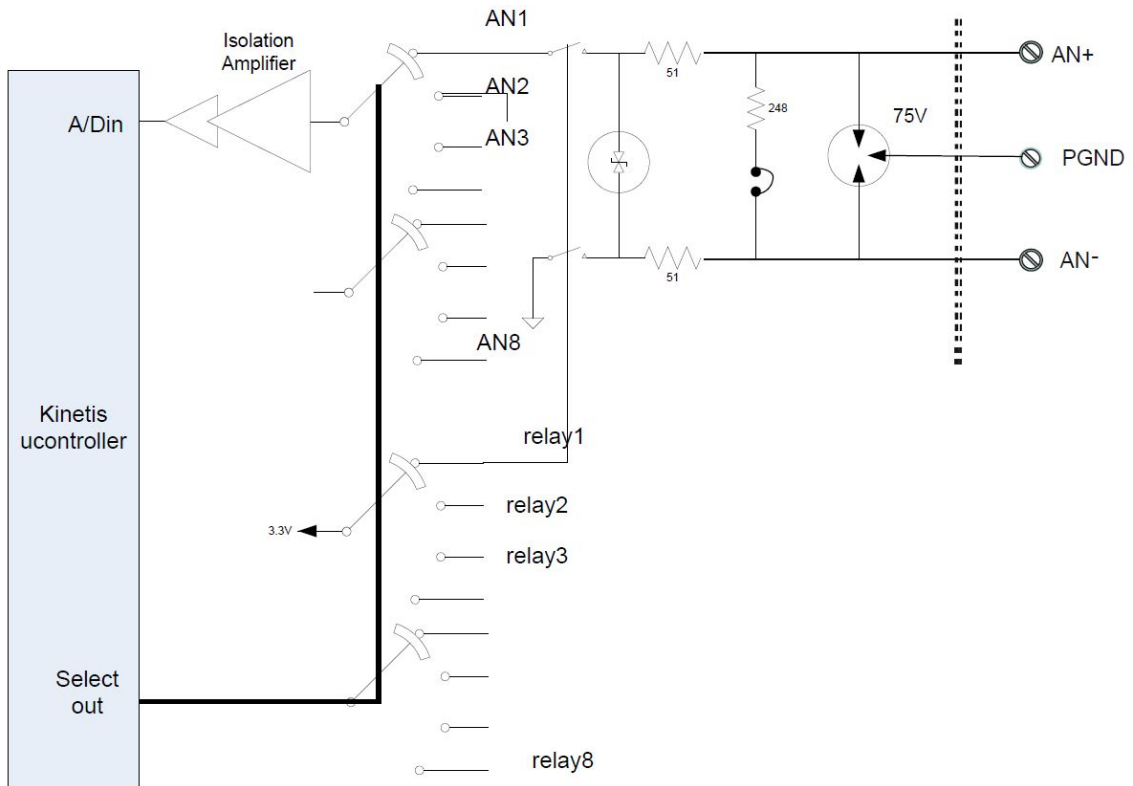 AN1
Isolation
Amplifier
AN+
51
AN2
248
75V
A/Din
AN3
PGND
AN-
51
AN8
Kinetis
ucontroller
relay1
relay2
3.3V
relay3
Select
out
relay8